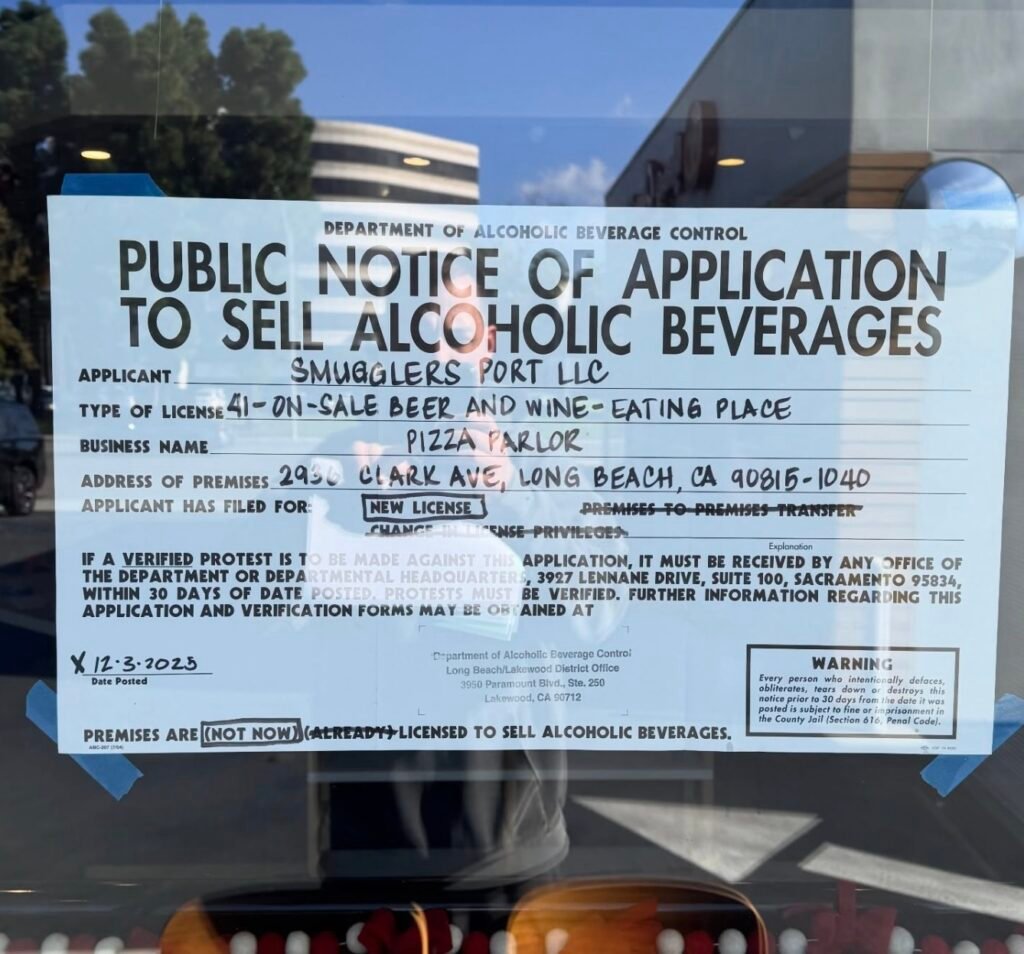 DEPARTMENT OF ALCOHOLIC BEVERAGE CONTROL
PUBLIC NOTICE OF APPLICATION
TO SELL ALCOHOLIC BEVERAGES
APPLICANT SMUGGLERS PORT LLC
TYPE OF LICENSE 41-ON-SALE BEER AND WINE-EATING PLACE
BUSINESS NAME PIZZA PARLOR
ADDRESS OF PREMISES 2936 CLARK AVE, LONG BEACH, CA 90815-1040
APPLICANT HAS FILED FOR: NEW LICENSE PREMISES TO PREMISES TRANSFER
CHANGE IN LICENSE PRIVILEGES
Explanation
IF A VERIFIED PROTEST IS TO BE MADE AGAINST THIS APPLICATION, IT MUST BE RECEIVED BY ANY OFFICE OF
THE DEPARTMENT OR DEPARTMENTAL HEADQUARTERS, 3927 LENNANE DRIVE, SUITE 100, SACRAMENTO 95834,
WITHIN 30 DAYS OF DATE POSTED. PROTESTS MUST BE VERIFIED. FURTHER INFORMATION REGARDING THIS
APPLICATION AND VERIFICATION FORMS MAY BE OBTAINED AT
Department of Alcoholic Beverage Control
Long Beach/Lakewood District Office
3950 Paramount Blvd., Ste. 250
Lakewood, CA 90712
X 12.3.2025
Date Posted
WARNING
Every person who intentionally defaces,
obliterates, tears down or destroys this
notice prior to 30 days from the date it was
posted is subject to fine or imprisonment in
the County Jail (Section 616, Penal Code).
PREMISES ARE (NOT NOW) (ALREADY) LICENSED TO SELL ALCOHOLIC BEVERAGES.